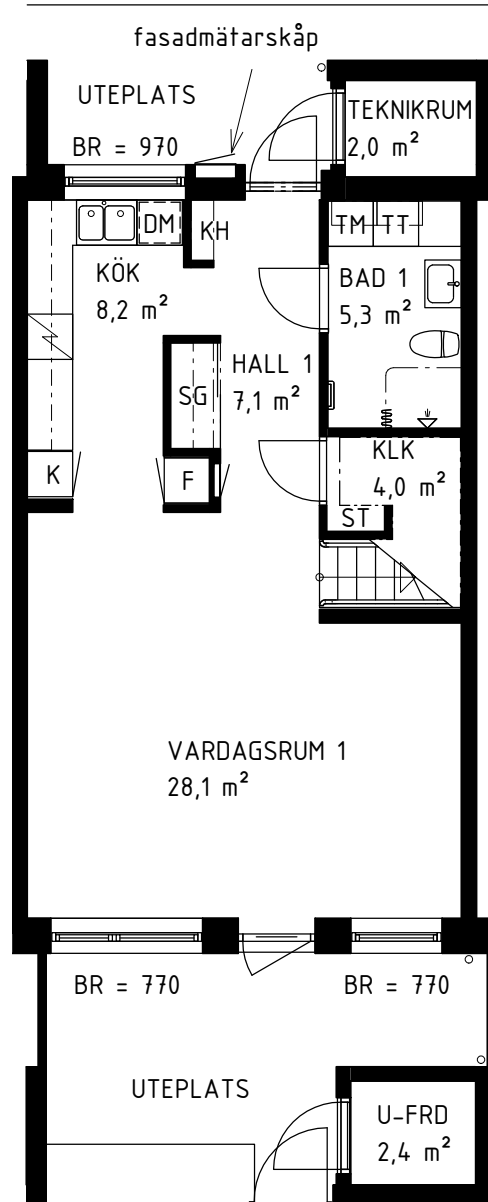 fasadmätarskåp
UTEPLATS
TEKNIKRUM
2,0 m²
BR = 970
DM
KH
TM
TT
KÖK
8,2 m²
BAD 1
5,3 m²
HALL 1
7,1 m²
SG
K
F
KLK
4,0 m²
ST
VARDAGSRUM 1
28,1 m²
BR = 770
BR = 770
UTEPLATS
U-FRD
2,4 m²